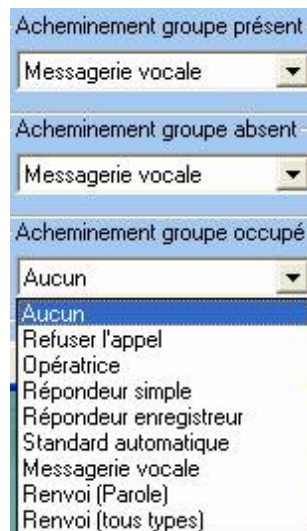 Acheminement groupe présent
Messagerie vocale
Acheminement groupe absent
Messagerie vocale
Acheminement groupe occupé
Aucun
Aucun
Refuser l'appel
Opératrice
Répondeur simple
Répondeur enregistreur
Standard automatique
Messagerie vocale
Renvoi (Parole)
Renvoi (tous types)